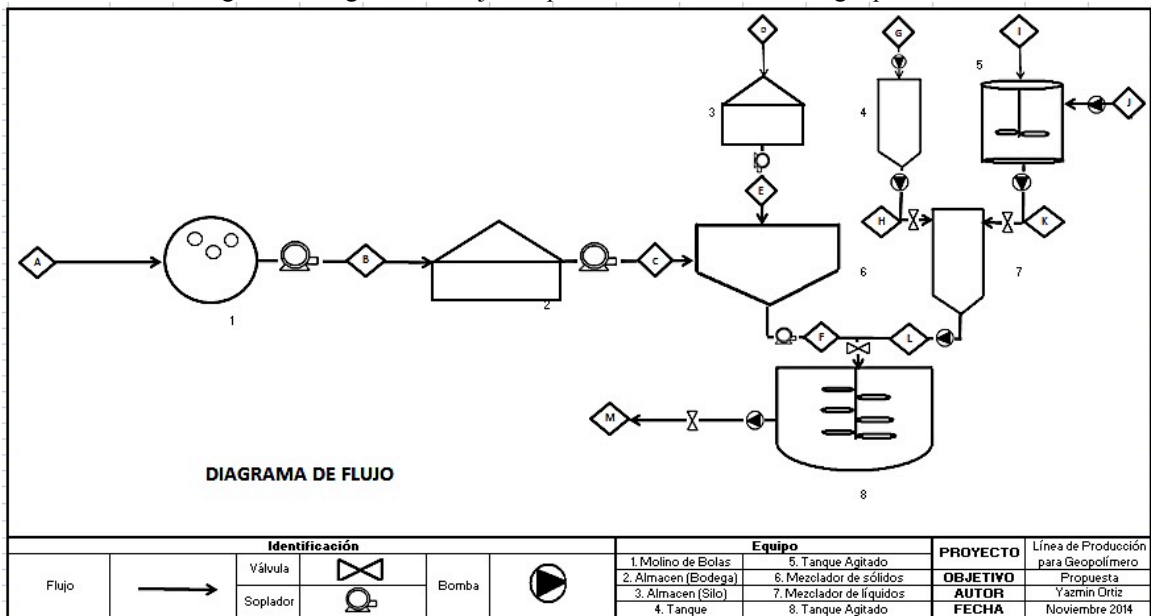 D
G
I
5
3
4
J
E
H
K
A
B
C
6
7
2
1
F
L
M
DIAGRAMA DE FLUJO
8
Identificación
Flujo
Válvula
Soplador
Bomba
Equipo
1. Molino de Bolas
5. Tanque Agitado
2. Almacen (Bodega)
6. Mezclador de sólidos
3. Almacen (Silo)
7. Mezclador de líquidos
4. Tanque
8. Tanque Agitado
PROYECTO
Línea de Producción
para Geopolímero
OBJETIVO
Propuesta
AUTOR
Yazmin Ortiz
FECHA
Noviembre 2014